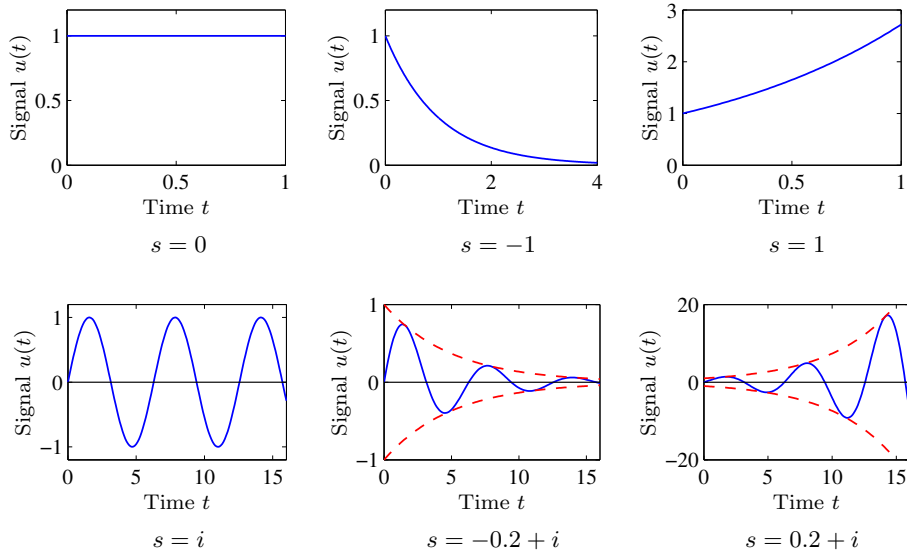 Signal u(t)
1
0.5
0
0
0.5
1
Time t
s = 0
Signal u(t)
1
0.5
0
0
2
4
Time t
s = −1
Signal u(t)
3
2
1
0
0
0.5
1
Time t
s = 1
Signal u(t)
1
0
−1
0
5
10
15
Time t
s = i
Signal u(t)
1
0
−1
0
5
10
15
Time t
s = −0.2 + i
Signal u(t)
20
0
−20
0
5
10
15
Time t
s = 0.2 + i